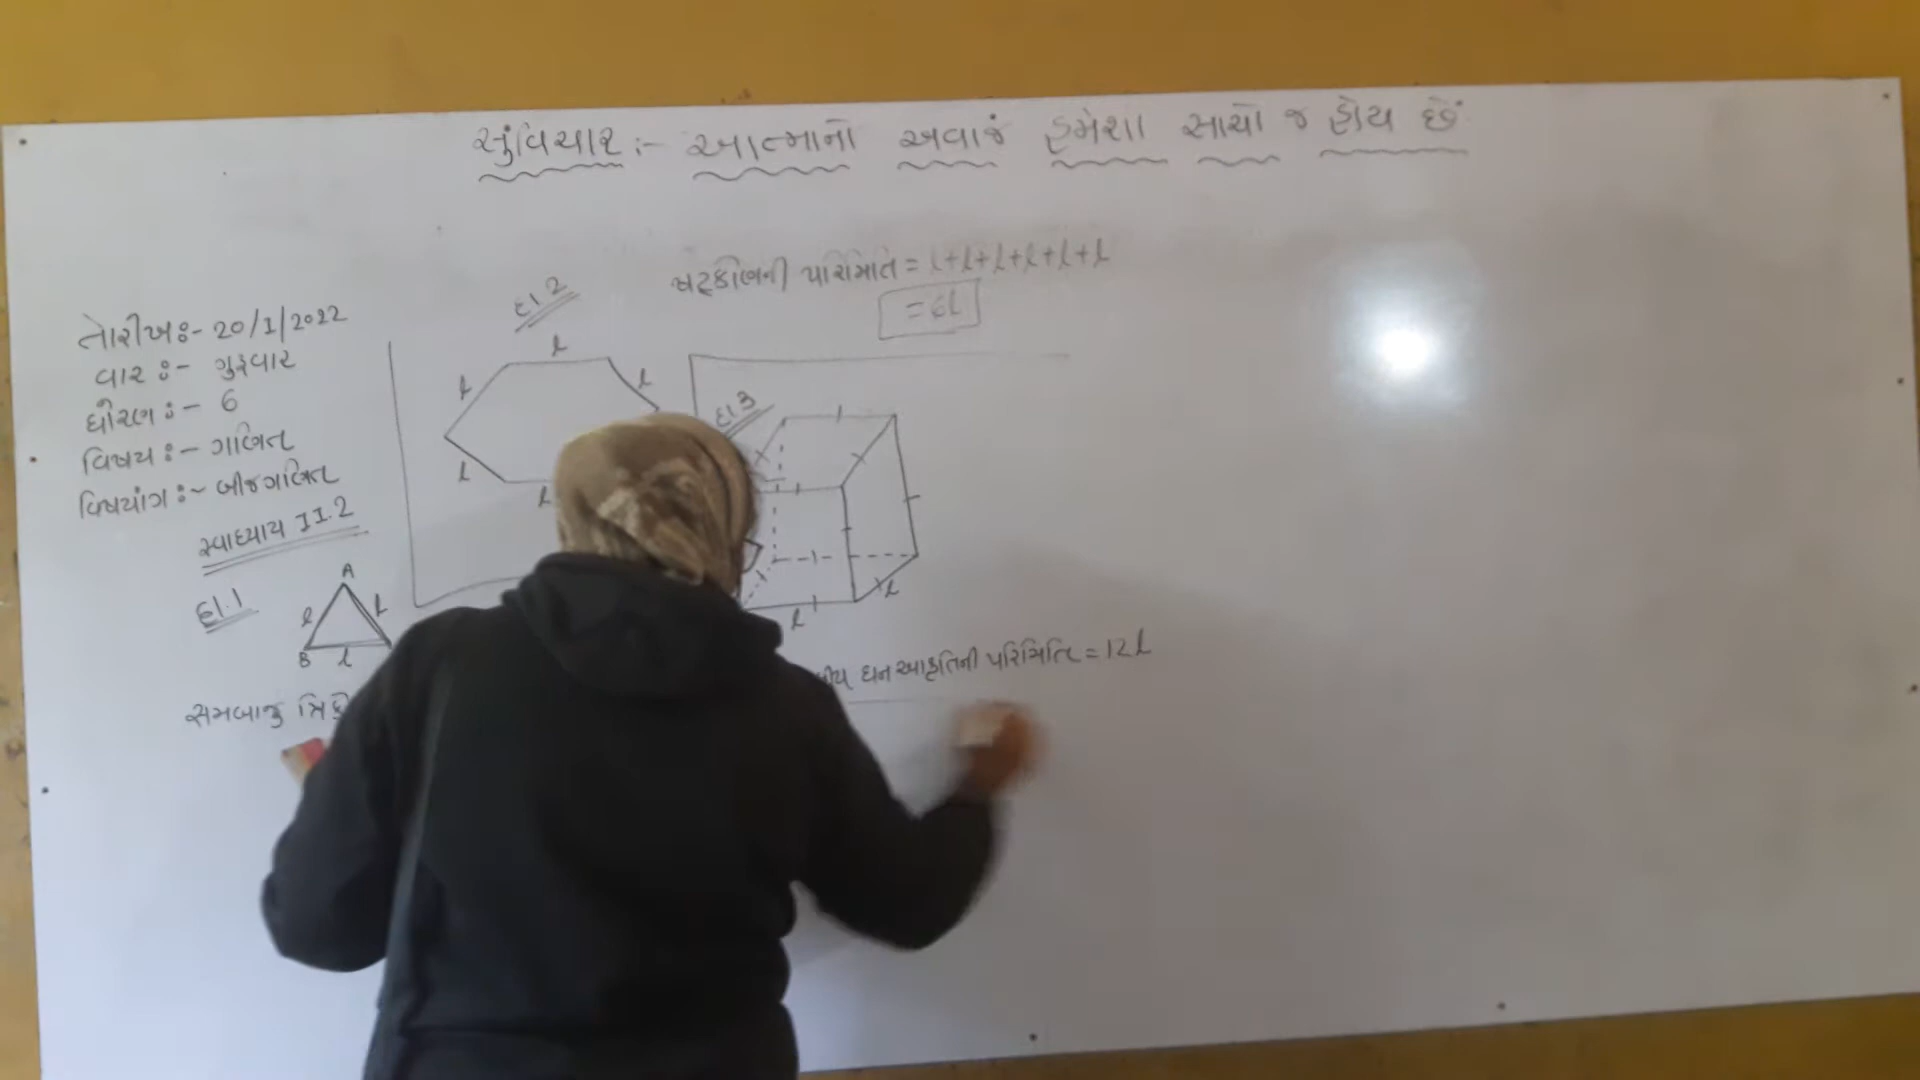 સુંવિચાર :- આત્માનો અવાજ હમેશા સાચો જ હોય છે.
તારીખ :- 20/1/2022
વાર :- ગુરૂવાર
ધોરણ :- 6
વિષય :- ગણિત
વિષયાંગ :- બીજગણિત
સ્વાધ્યાય 11.2
દા.1
A
l
l
B
l
સમબાજુ
દા.2
l
l
l
l
l
ષટ્કોણની પરિમિતિ = l+l+l+l+l+l
= 6l
દા.3
l
l
ઘન આકૃતિની પરિમિતિ = 12l